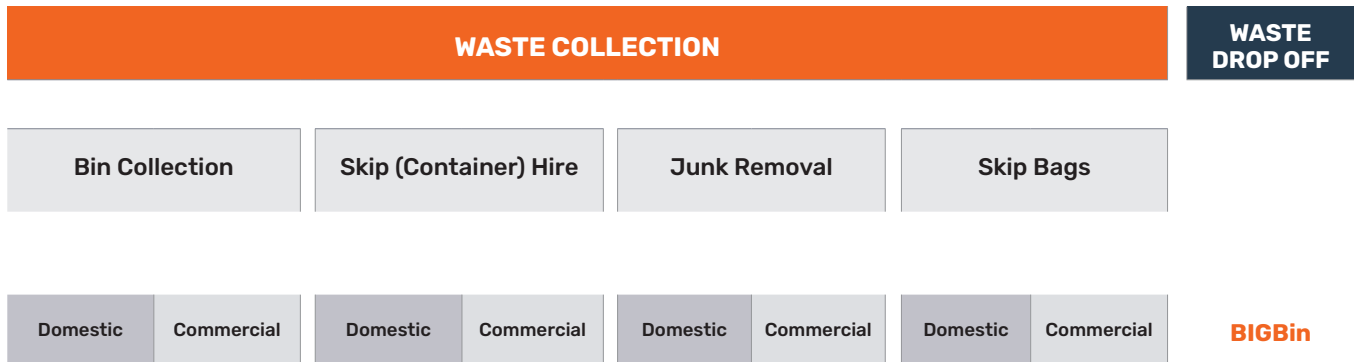 WASTE COLLECTION
WASTE
DROP OFF
Bin Collection
Skip (Container) Hire
Junk Removal
Skip Bags
Domestic
Commercial
Domestic
Commercial
Domestic
Commercial
Domestic
Commercial
BIGBin